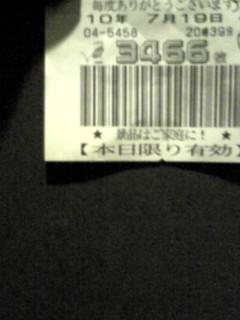 毎度ありがとうございます
10年 7月19日
04-5458 20#399
3466
★ 景品はご家庭に! ★
【本日限り有効】